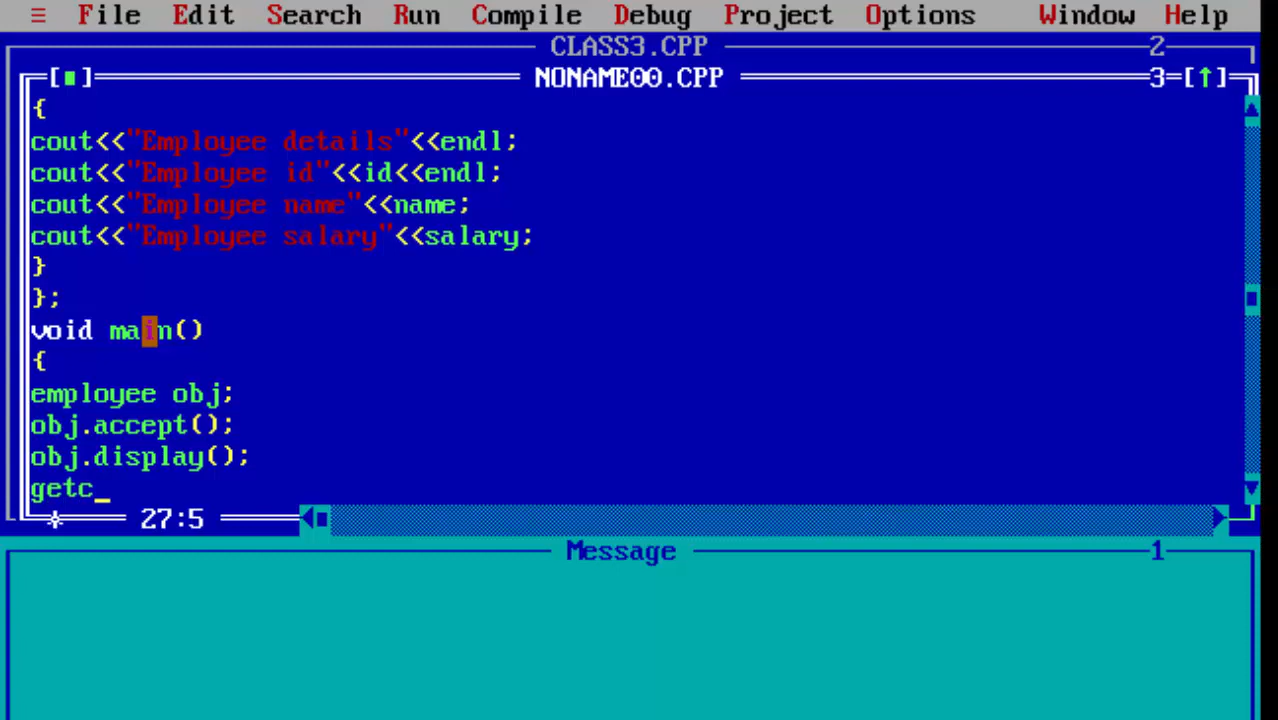 ≡ File Edit Search Run Compile Debug Project Options Window Help
CLASS3.CPP 2
[■] NONAME00.CPP 3=[↑]
{
cout<<"Employee details"<<endl;
cout<<"Employee id"<<id<<endl;
cout<<"Employee name"<<name;
cout<<"Employee salary"<<salary;
}
};
void main()
{
employee obj;
obj.accept();
obj.display();
getc_
27:5
Message 1